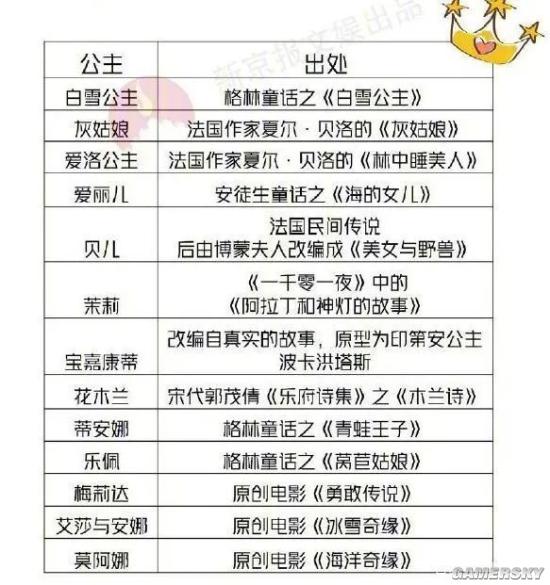 新京报文娱出品
公主 出处
白雪公主 格林童话之《白雪公主》
灰姑娘 法国作家夏尔·贝洛的《灰姑娘》
爱洛公主 法国作家夏尔·贝洛的《林中睡美人》
爱丽儿 安徒生童话之《海的女儿》
贝儿 法国民间传说
后由博蒙夫人改编成《美女与野兽》
茉莉 《一千零一夜》中的
《阿拉丁和神灯的故事》
宝嘉康蒂 改编自真实的故事，原型为印第安公主
波卡洪塔斯
花木兰 宋代郭茂倩《乐府诗集》之《木兰诗》
蒂安娜 格林童话之《青蛙王子》
乐佩 格林童话之《莴苣姑娘》
梅莉达 原创电影《勇敢传说》
艾莎与安娜 原创电影《冰雪奇缘》
莫阿娜 原创电影《海洋奇缘》
GAMERSKY